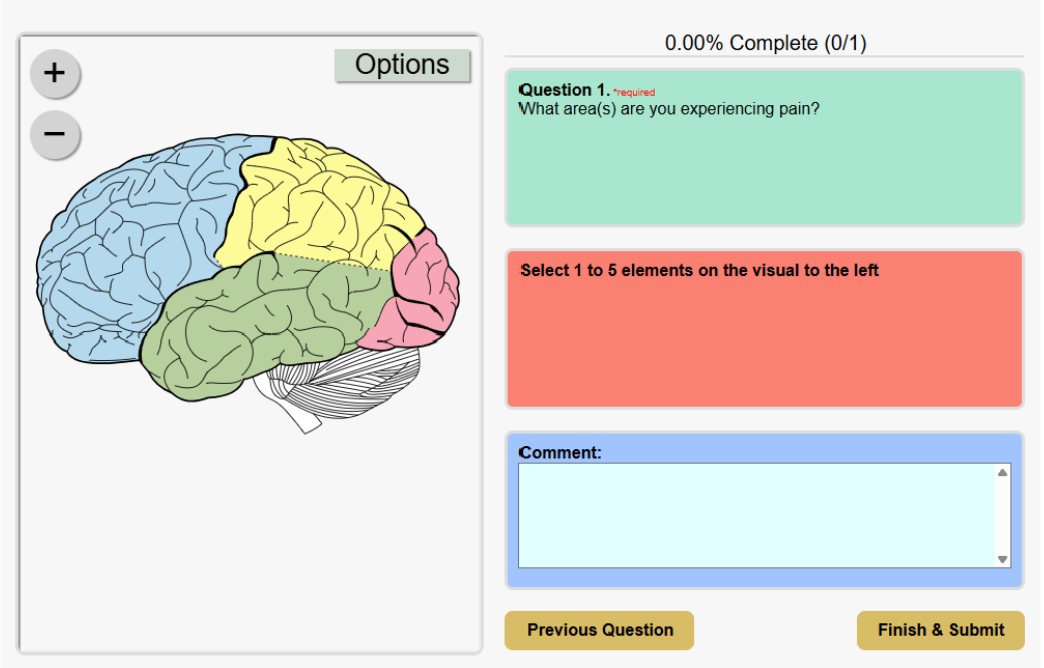 +
Options
−
0.00% Complete (0/1)
Question 1. *required
What area(s) are you experiencing pain?
Select 1 to 5 elements on the visual to the left
Comment:
Previous Question
Finish & Submit